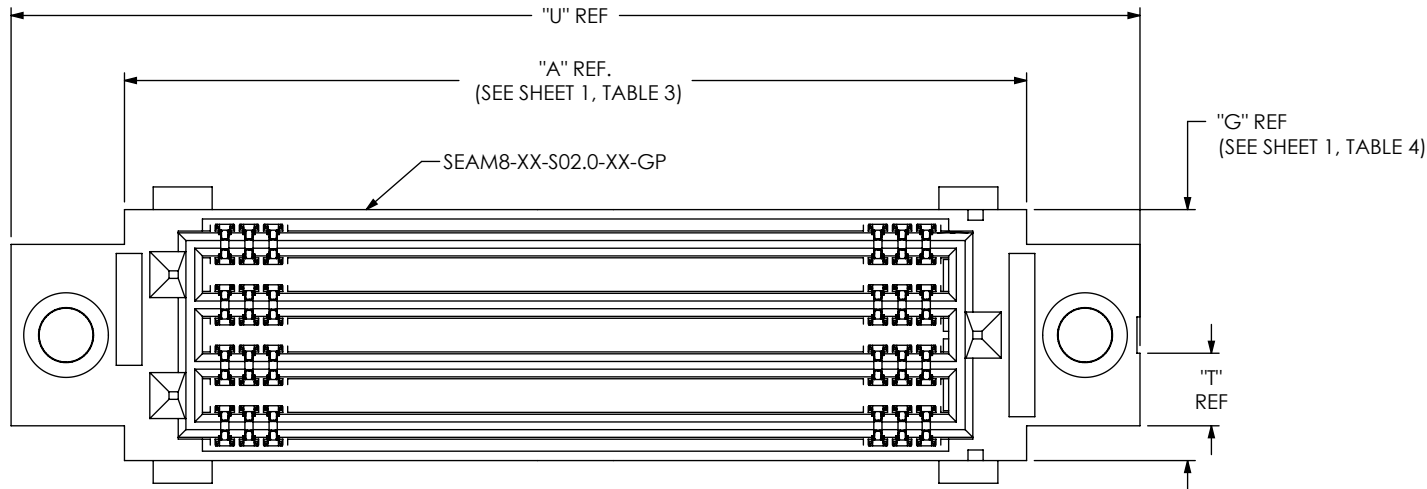 "U" REF
"A" REF.
(SEE SHEET 1, TABLE 3)
"G" REF
(SEE SHEET 1, TABLE 4)
SEAM8-XX-S02.0-XX-GP
"T"
REF